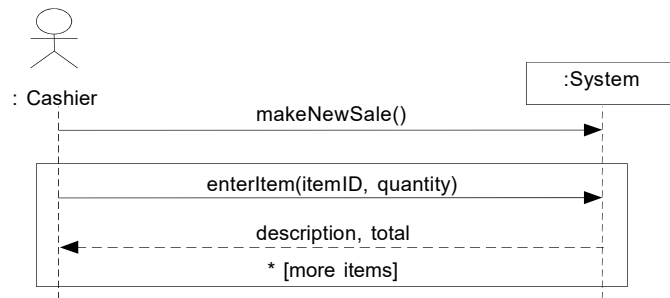 :System
: Cashier
makeNewSale()
enterItem(itemID, quantity)
description, total
* [more items]